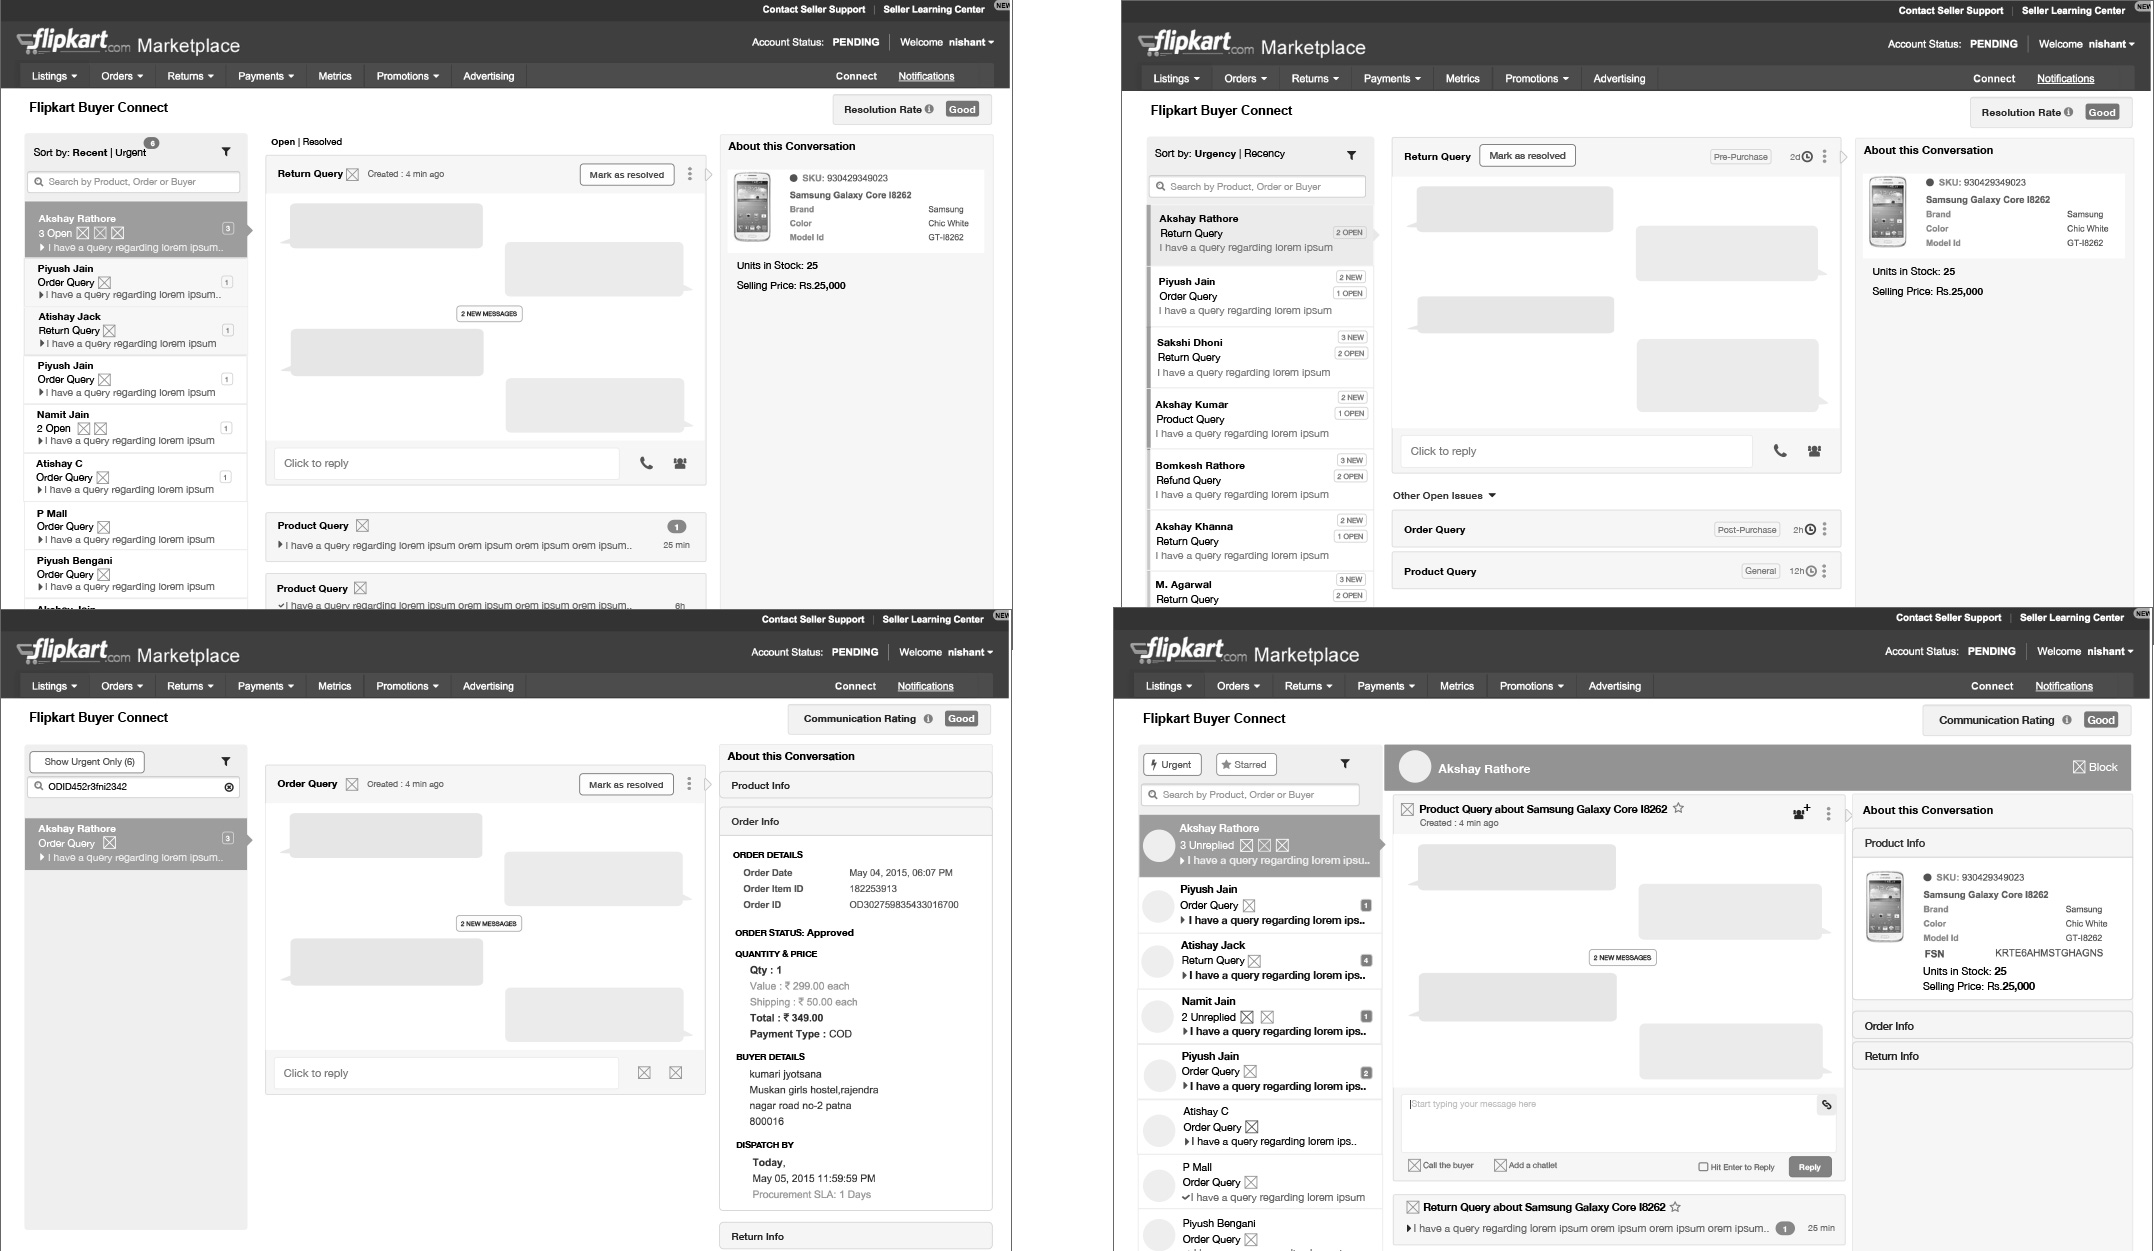 Contact Seller Support | Seller Learning Center NEW
flipkart.com Marketplace
Account Status: PENDING Welcome nishant
Listings Orders Returns Payments Metrics Promotions Advertising Connect Notifications
Flipkart Buyer Connect
Resolution Rate Good
Sort by: Recent | Urgent 6
Search by Product, Order or Buyer
Akshay Rathore
3 Open 3
I have a query regarding lorem ipsum..
Piyush Jain
Order Query 1
I have a query regarding lorem ipsum..
Atishay Jack
Return Query 1
I have a query regarding lorem ipsum
Piyush Jain
Order Query 1
I have a query regarding lorem ipsum
Namit Jain
2 Open 1
I have a query regarding lorem ipsum
Atishay C
Order Query 1
I have a query regarding lorem ipsum
P Mall
Order Query
I have a query regarding lorem ipsum
Piyush Bengani
Order Query
I have a query regarding lorem ipsum
Akshay Jain
Open | Resolved
Return Query Created : 4 min ago Mark as resolved
2 NEW MESSAGES
Click to reply
Product Query 1
I have a query regarding lorem ipsum orem ipsum orem ipsum orem ipsum.. 25 min
Product Query
I have a query regarding lorem ipsum orem ipsum orem ipsum orem ipsum.. 6h
About this Conversation
SKU: 930429349023
Samsung Galaxy Core I8262
Brand Samsung
Color Chic White
Model Id GT-I8262
Units in Stock: 25
Selling Price: Rs.25,000
Contact Seller Support Seller Learning Center NEW
flipkart.com Marketplace
Account Status: PENDING Welcome nishant
Listings Orders Returns Payments Metrics Promotions Advertising Connect Notifications
Flipkart Buyer Connect
Resolution Rate Good
Sort by: Urgency | Recency
Search by Product, Order or Buyer
Akshay Rathore
Return Query 2 OPEN
I have a query regarding lorem ipsum
2 NEW
Piyush Jain
Order Query 1 OPEN
I have a query regarding lorem ipsum
3 NEW
Sakshi Dhoni
Return Query 2 OPEN
I have a query regarding lorem ipsum
2 NEW
Akshay Kumar
Product Query 1 OPEN
I have a query regarding lorem ipsum
3 NEW
Bomkesh Rathore
Refund Query 2 OPEN
I have a query regarding lorem ipsum
2 NEW
Akshay Khanna
Return Query 1 OPEN
I have a query regarding lorem ipsum
3 NEW
M. Agarwal
Return Query 2 OPEN
Return Query Mark as resolved Pre-Purchase 2d
Click to reply
Other Open Issues
Order Query Post-Purchase 2h
Product Query General 12h
About this Conversation
SKU: 930429349023
Samsung Galaxy Core I8262
Brand Samsung
Color Chic White
Model Id GT-I8262
Units in Stock: 25
Selling Price: Rs.25,000
Contact Seller Support | Seller Learning Center NEW
flipkart.com Marketplace
Account Status: PENDING Welcome nishant
Listings Orders Returns Payments Metrics Promotions Advertising Connect Notifications
Flipkart Buyer Connect
Communication Rating Good
Show Urgent Only (6)
ODID452r3fni2342
Akshay Rathore
Order Query 3
I have a query regarding lorem ipsum..
Order Query Created : 4 min ago Mark as resolved
2 NEW MESSAGES
Click to reply
About this Conversation
Product Info
Order Info
ORDER DETAILS
Order Date May 04, 2015, 06:07 PM
Order Item ID 182253913
Order ID OD302759835433016700
ORDER STATUS: Approved
QUANTITY & PRICE
Qty : 1
Value : ₹ 299.00 each
Shipping : ₹ 50.00 each
Total : ₹ 349.00
Payment Type : COD
BUYER DETAILS
kumari jyotsana
Muskan girls hostel,rajendra
nagar road no-2 patna
800016
DISPATCH BY
Today,
May 05, 2015 11:59:59 PM
Procurement SLA: 1 Days
Return Info
Contact Seller Support | Seller Learning Center NEW
flipkart.com Marketplace
Account Status: PENDING Welcome nishant
Listings Orders Returns Payments Metrics Promotions Advertising Connect Notifications
Flipkart Buyer Connect
Communication Rating Good
Urgent Starred
Search by Product, Order or Buyer
Akshay Rathore
3 Unreplied
I have a query regarding lorem ipsu..
Piyush Jain
Order Query 1
I have a query regarding lorem ips..
Atishay Jack
Return Query 4
I have a query regarding lorem ips..
Namit Jain
2 Unreplied 1
I have a query regarding lorem ips..
Piyush Jain
Order Query 2
I have a query regarding lorem ips..
Atishay C
Order Query
I have a query regarding lorem ips..
P Mall
Order Query
I have a query regarding lorem ipsum
Piyush Bengani
Order Query
Akshay Rathore Block
Product Query about Samsung Galaxy Core I8262
Created : 4 min ago
2 NEW MESSAGES
Start typing your message here
Call the buyer Add a chatlet Hit Enter to Reply Reply
Return Query about Samsung Galaxy Core I8262
I have a query regarding lorem ipsum orem ipsum orem ipsum orem ipsum.. 1 25 min
About this Conversation
Product Info
SKU: 930429349023
Samsung Galaxy Core I8262
Brand Samsung
Color Chic White
Model Id GT-I8262
FSN KRTE6AHMSTGHAGNS
Units in Stock: 25
Selling Price: Rs.25,000
Order Info
Return Info